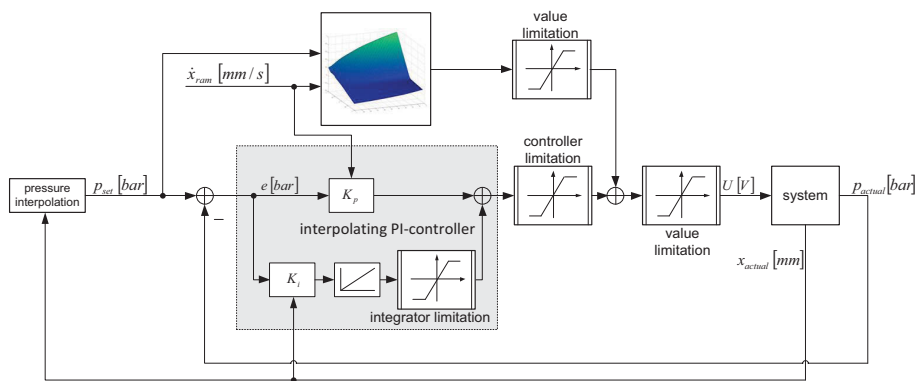 value
limitation
ẋ_ram [mm/s]
controller
limitation
pressure
interpolation
p_set [bar]
e[bar]
K_p
U[V]
system
p_actual [bar]
−
interpolating PI-controller
value
limitation
x_actual [mm]
K_i
integrator limitation